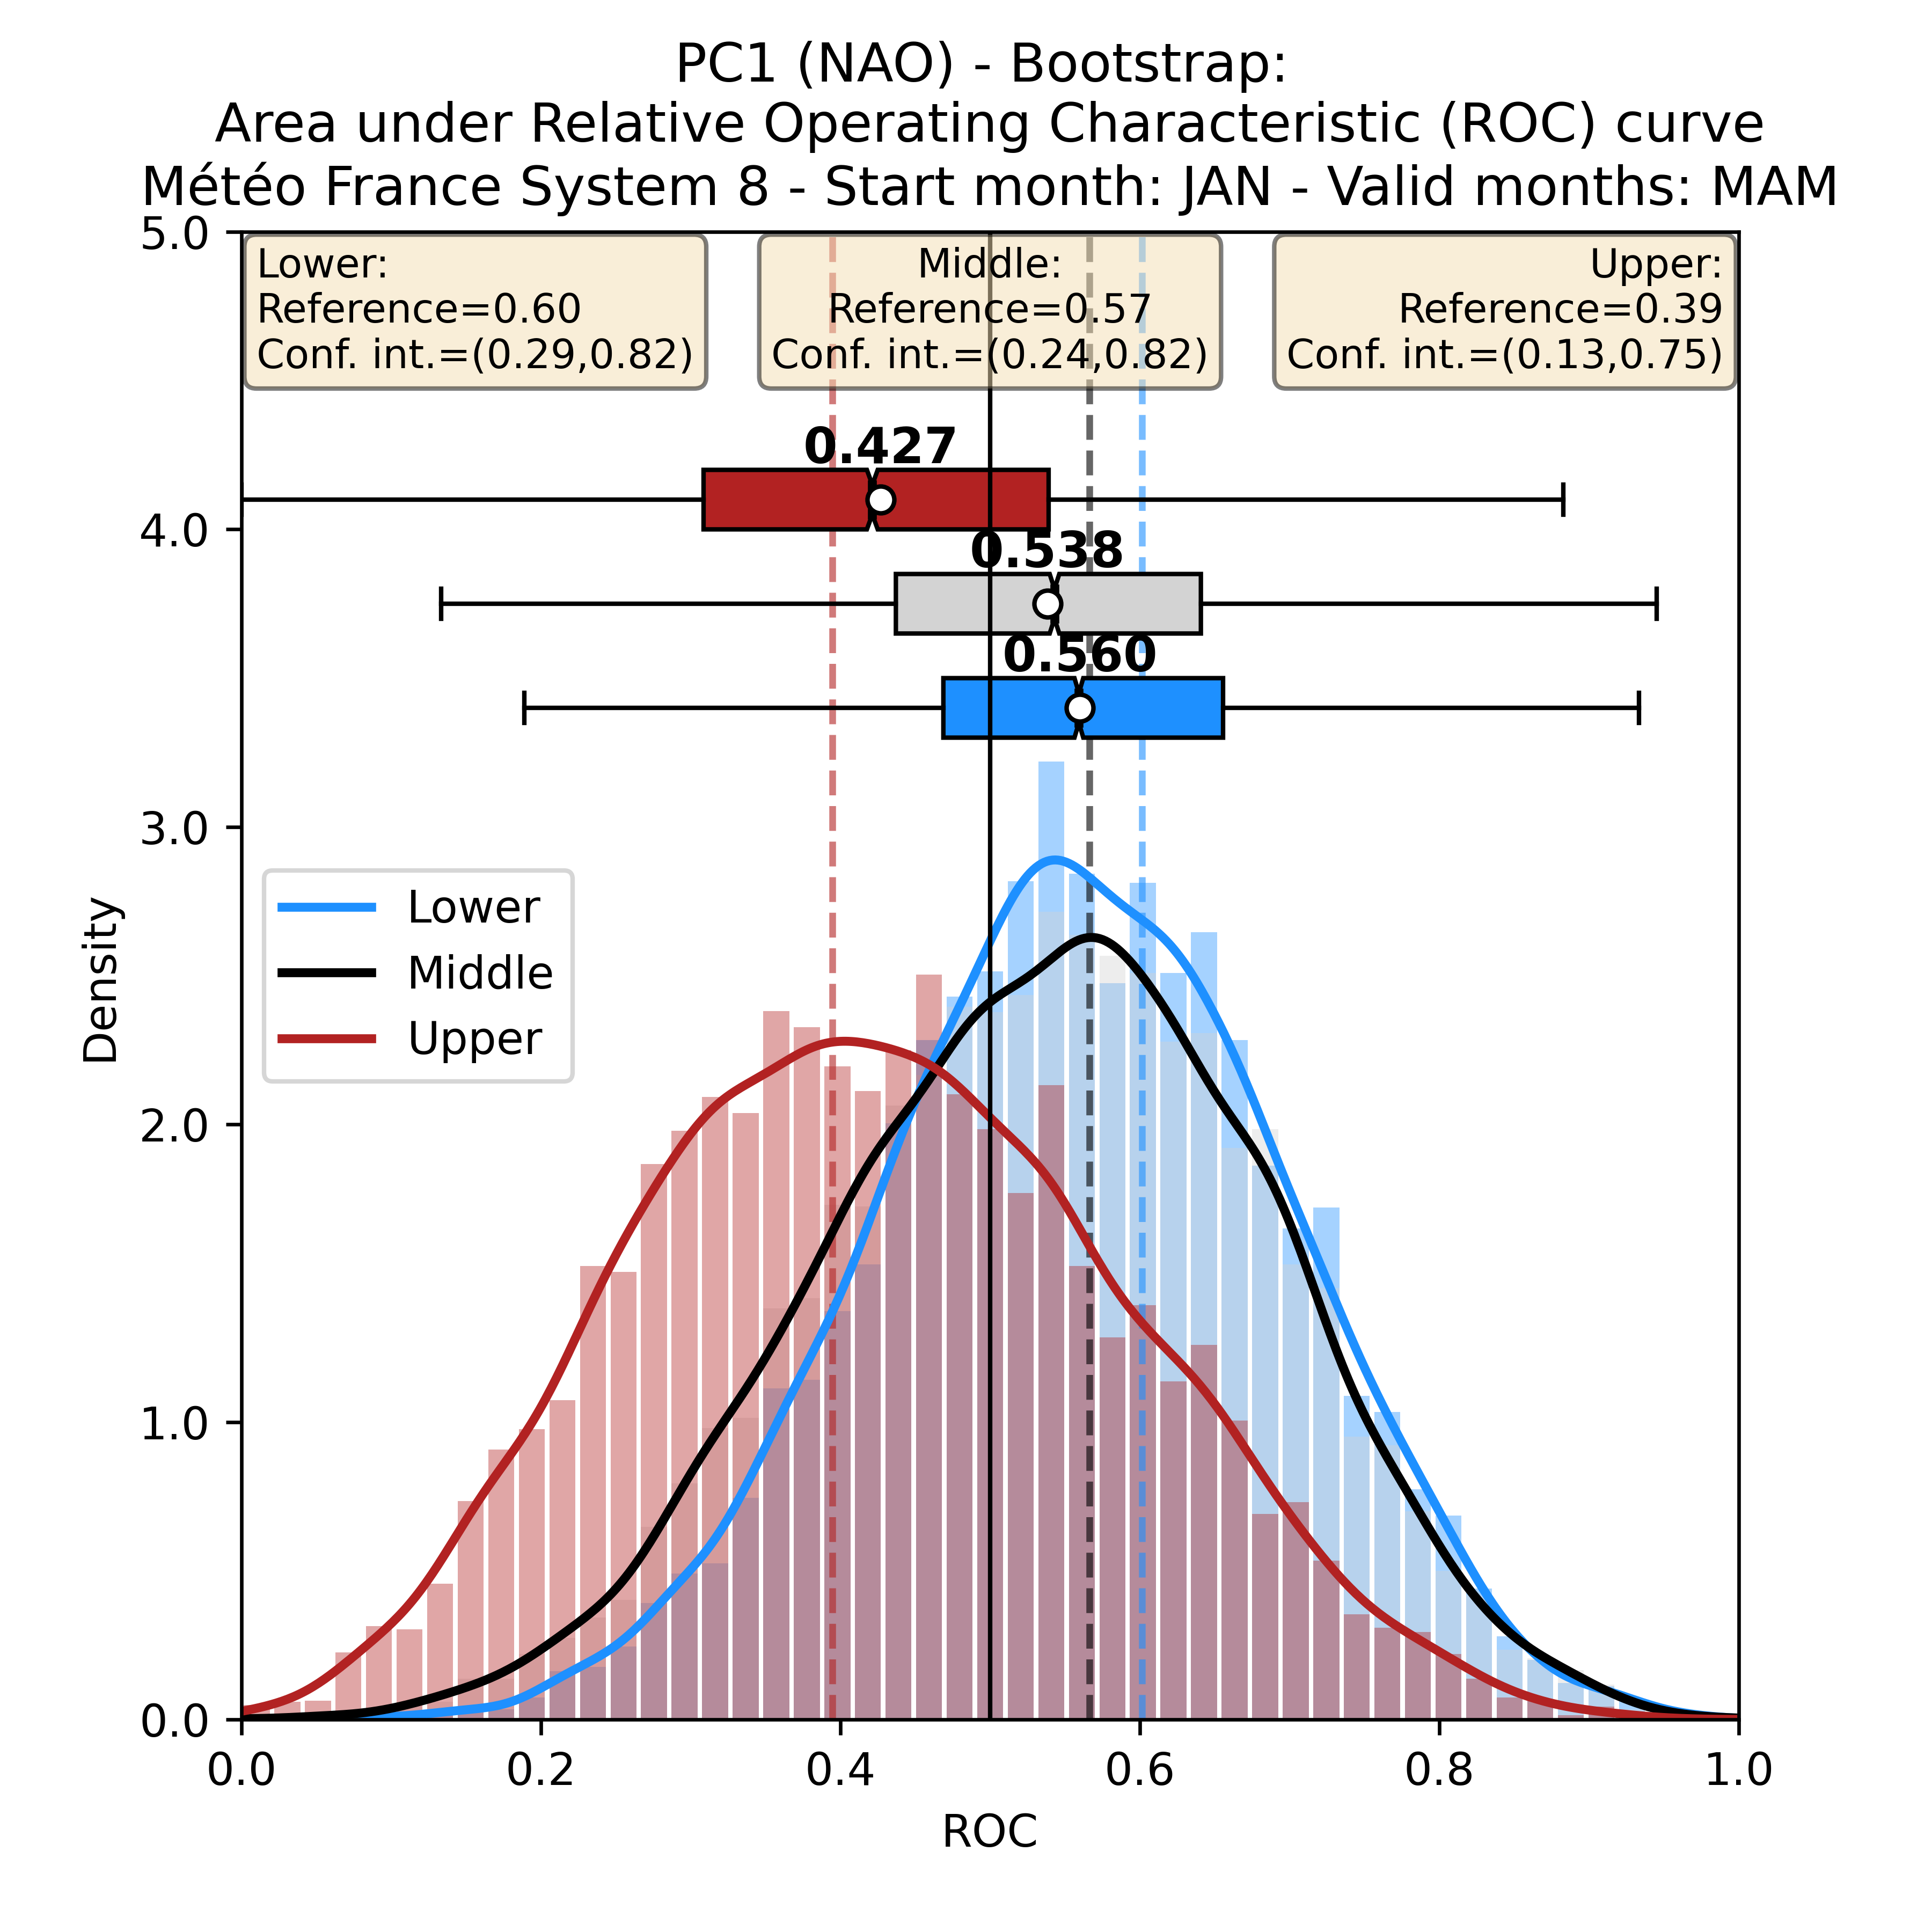 PC1 (NAO) - Bootstrap:
Area under Relative Operating Characteristic (ROC) curve
Météo France System 8 - Start month: JAN - Valid months: MAM
Lower:
Reference=0.60
Conf. int.=(0.29,0.82)
Middle:
Reference=0.57
Conf. int.=(0.24,0.82)
Upper:
Reference=0.39
Conf. int.=(0.13,0.75)
0.427
0.538
0.560
Lower
Middle
Upper
Density
5.0
4.0
3.0
2.0
1.0
0.0
0.0 0.2 0.4 0.6 0.8 1.0
ROC